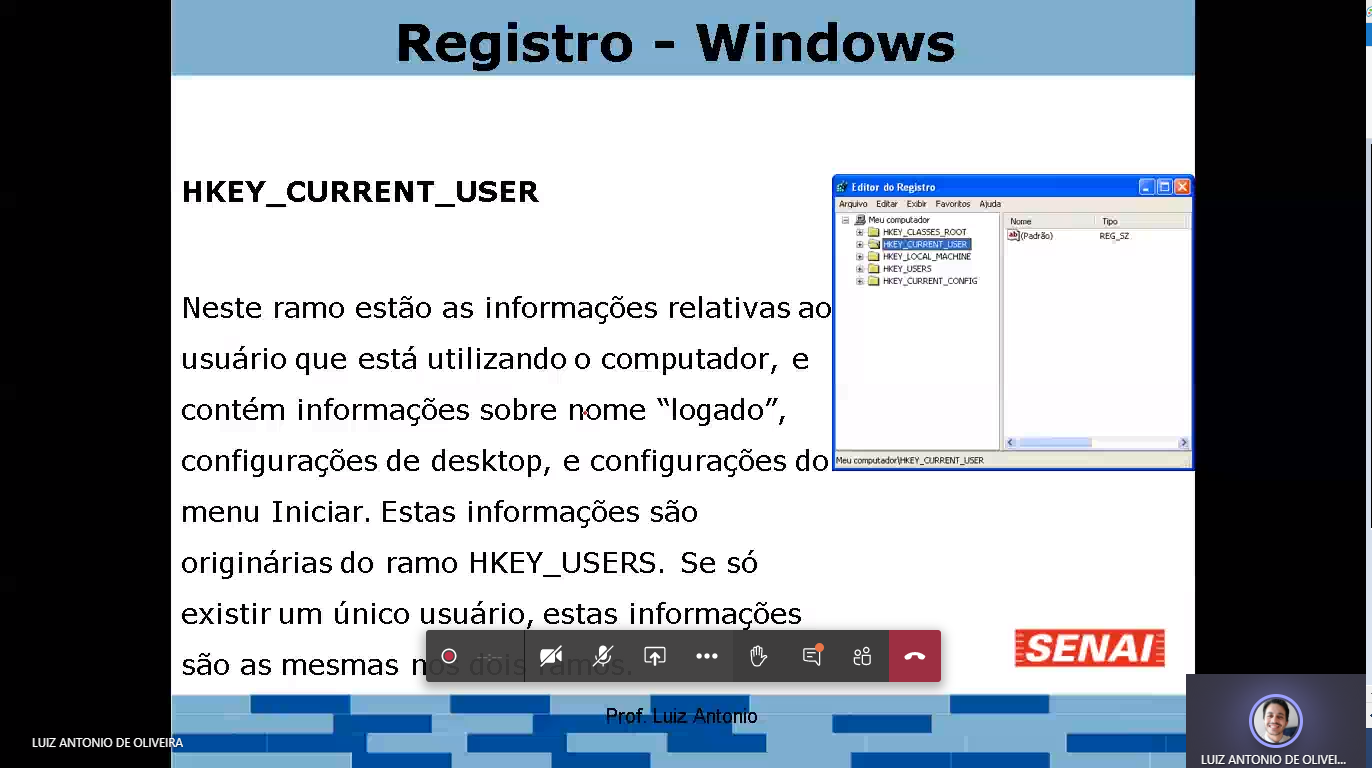 Registro - Windows
HKEY_CURRENT_USER
Neste ramo estão as informações relativas ao
usuário que está utilizando o computador, e
contém informações sobre nome “logado”,
configurações de desktop, e configurações do
menu Iniciar. Estas informações são
originárias do ramo HKEY_USERS. Se só
existir um único usuário, estas informações
são as mesmas nos dois ramos.
Editor do Registro
Arquivo Editar Exibir Favoritos Ajuda
Meu computador
HKEY_CLASSES_ROOT
HKEY_CURRENT_USER
HKEY_LOCAL_MACHINE
HKEY_USERS
HKEY_CURRENT_CONFIG
Nome Tipo
ab (Padrão) REG_SZ
Meu computador\HKEY_CURRENT_USER
SENAI
Prof. Luiz Antonio
LUIZ ANTONIO DE OLIVEIRA
LUIZ ANTONIO DE OLIVEI...